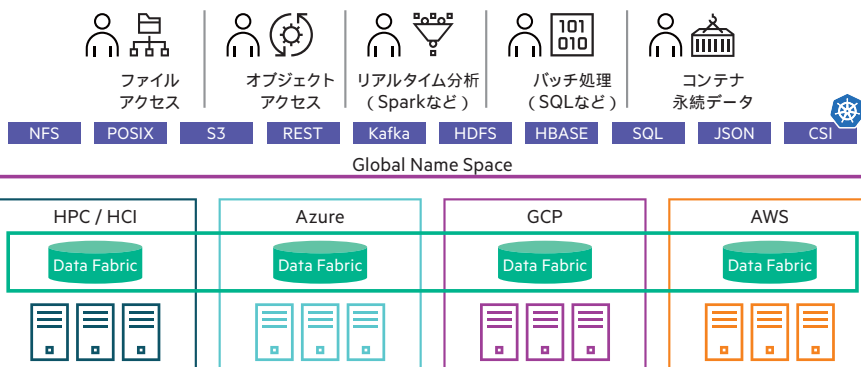 101
010
ファイル
アクセス
オブジェクト
アクセス
リアルタイム分析
（Sparkなど）
バッチ処理
（SQLなど）
コンテナ
永続データ
NFS
POSIX
S3
REST
Kafka
HDFS
HBASE
SQL
JSON
CSI
Global Name Space
HPC / HCI
Azure
GCP
AWS
Data Fabric
Data Fabric
Data Fabric
Data Fabric